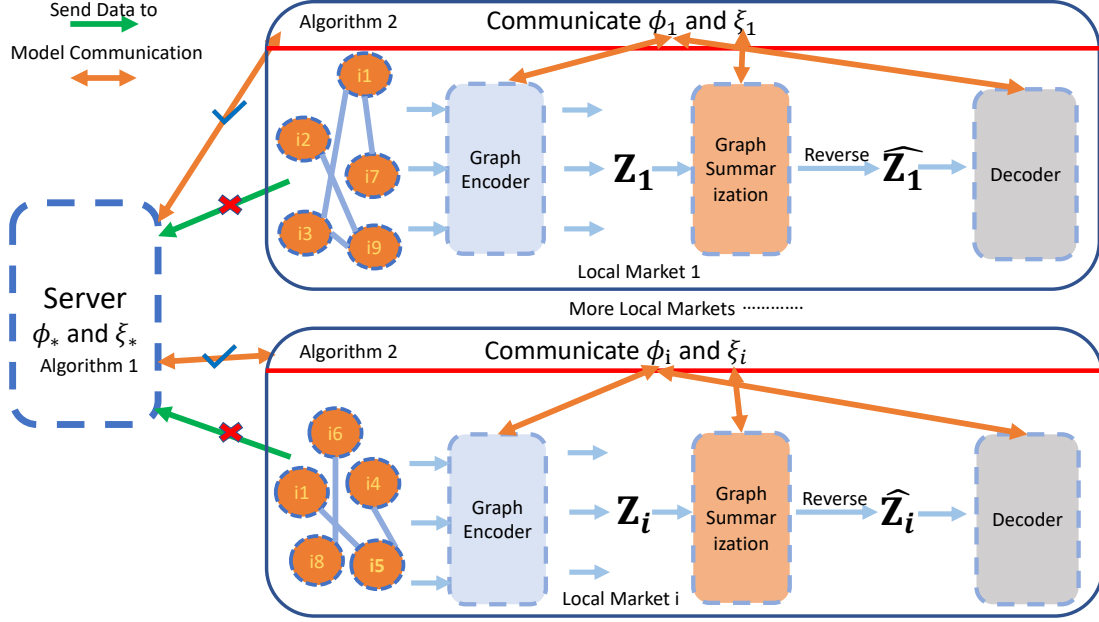 Send Data to
Model Communication
Algorithm 2
Communicate ϕ₁ and ξ₁
i1
i2
i7
i3
i9
Graph
Encoder
Z₁
Graph
Summar
ization
Reverse
Ẑ₁
Decoder
Local Market 1
Server
ϕ* and ξ*
Algorithm 1
More Local Markets ·············
Algorithm 2
Communicate ϕᵢ and ξᵢ
i6
i1
i4
i8
i5
Graph
Encoder
Zᵢ
Graph
Summar
ization
Reverse
Ẑᵢ
Decoder
Local Market i